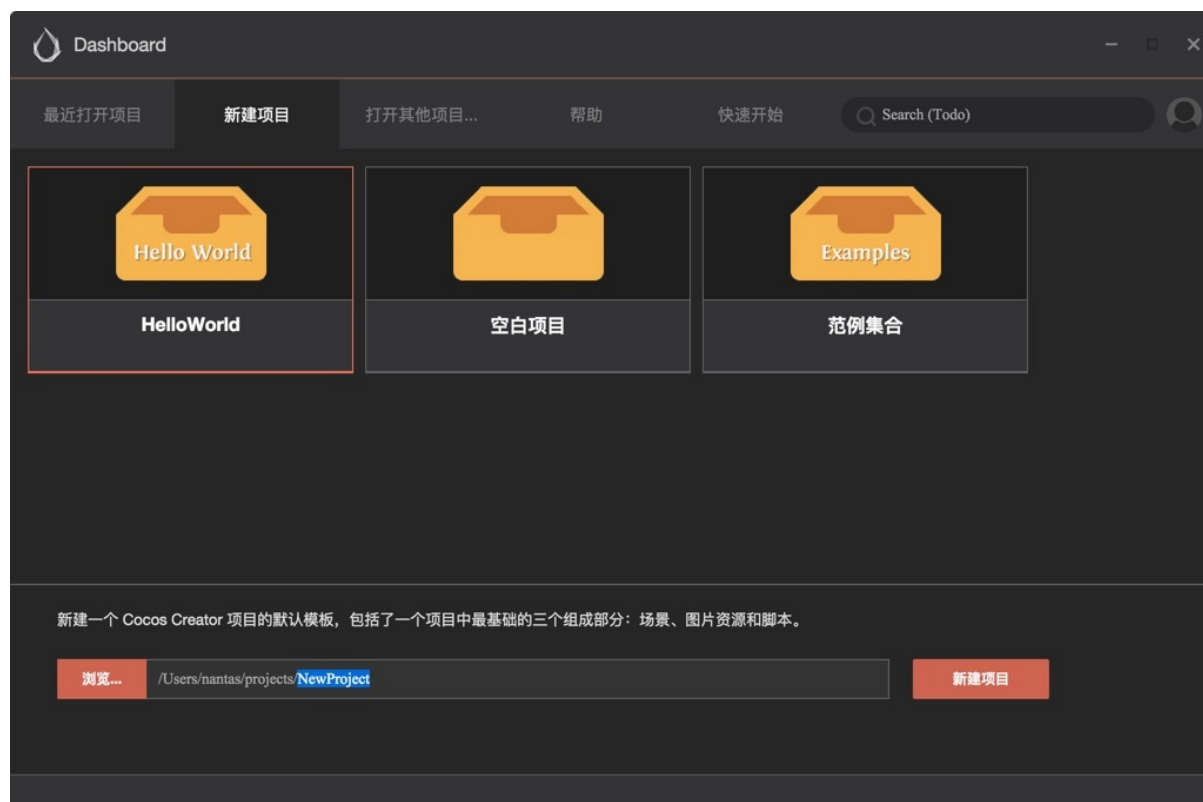 Dashboard
最近打开项目 新建项目 打开其他项目... 帮助 快速开始 Search (Todo)
Hello World Examples
HelloWorld 空白项目 范例集合
新建一个 Cocos Creator 项目的默认模板，包括了一个项目中最基础的三个组成部分：场景、图片资源和脚本。
浏览... /Users/nantas/projects/NewProject 新建项目